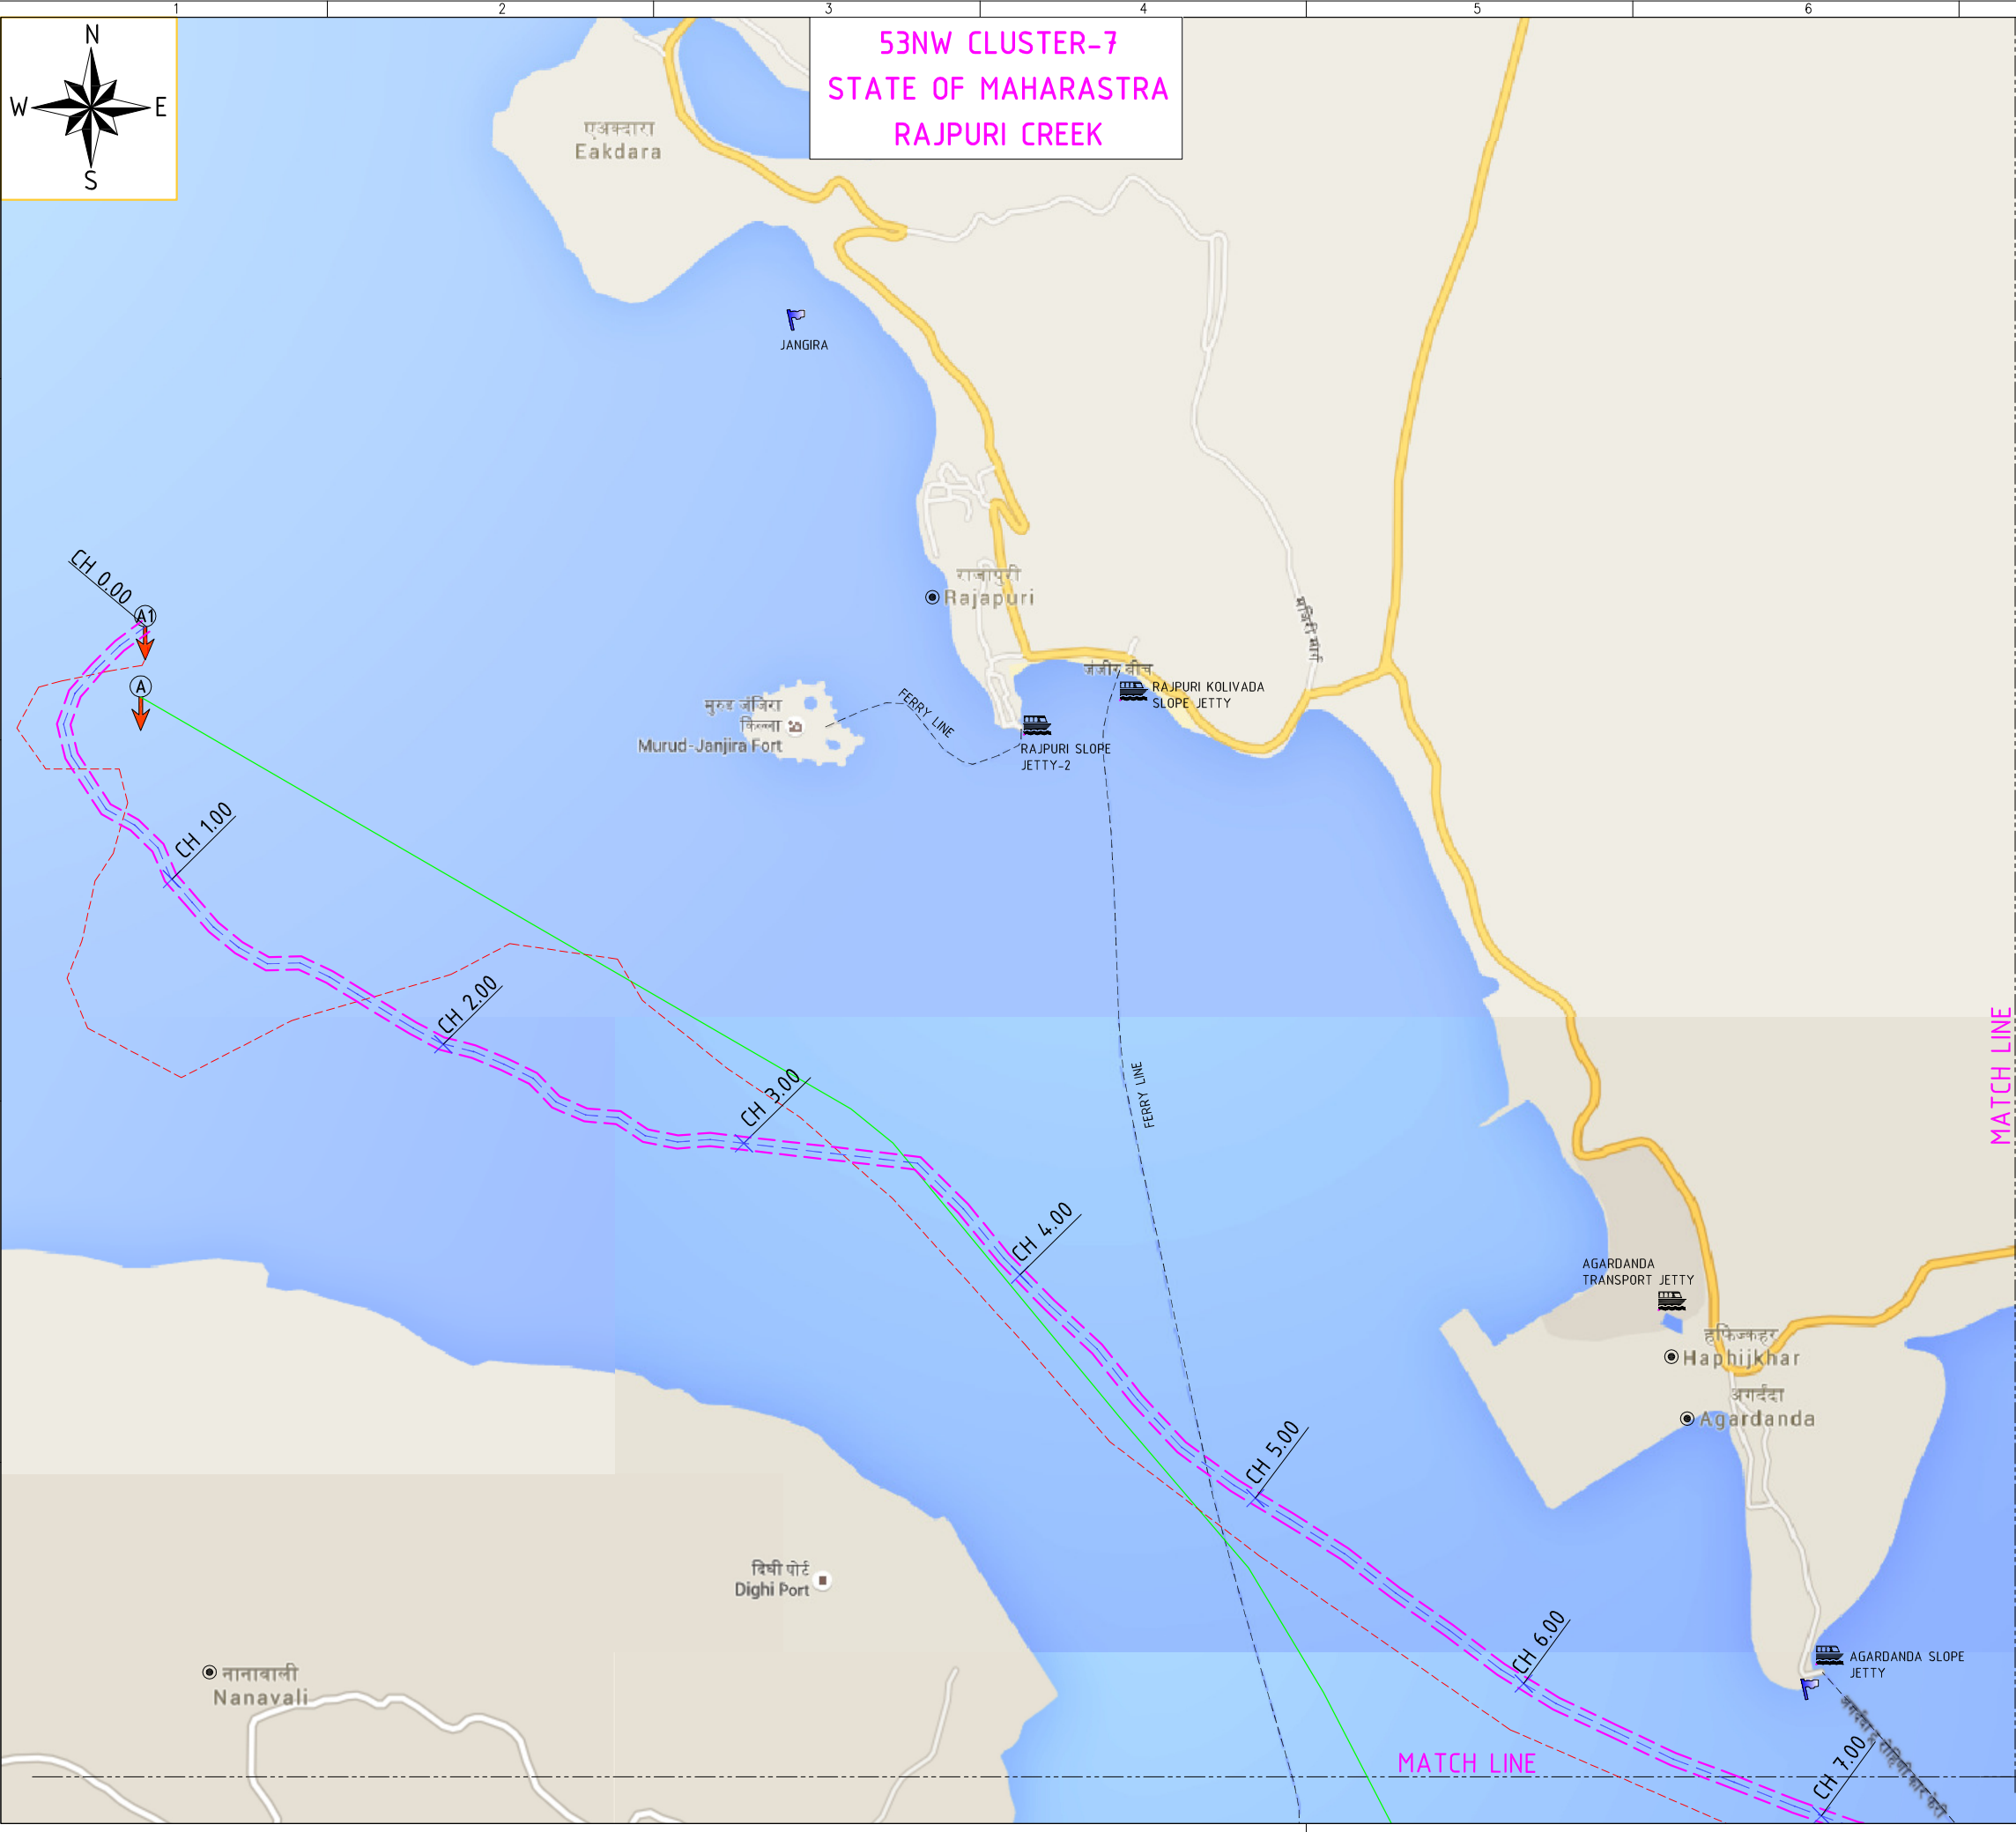 1 2 3 4 5 6
N
W E
S
53NW CLUSTER-7
STATE OF MAHARASTRA
RAJPURI CREEK
एअक्दारा
Eakdara
JANGIRA
CH 0.00
A1
A
राजापुरी
Rajapuri
जंजीर बीच
RAJPURI KOLIVADA
SLOPE JETTY
मुरुड जंजिरा
किल्ला
Murud-Janjira Fort
FERRY LINE
RAJPURI SLOPE
JETTY-2
CH 1.00
CH 2.00
CH 3.00
FERRY LINE
MATCH LINE
CH 4.00
AGARDANDA
TRANSPORT JETTY
हफिज्कहर
Haphijkhar
अगर्दंदा
Agardanda
CH 5.00
दिघी पोर्ट
Dighi Port
CH 6.00
AGARDANDA SLOPE
JETTY
नानावाली
Nanavali
MATCH LINE
CH 7.00